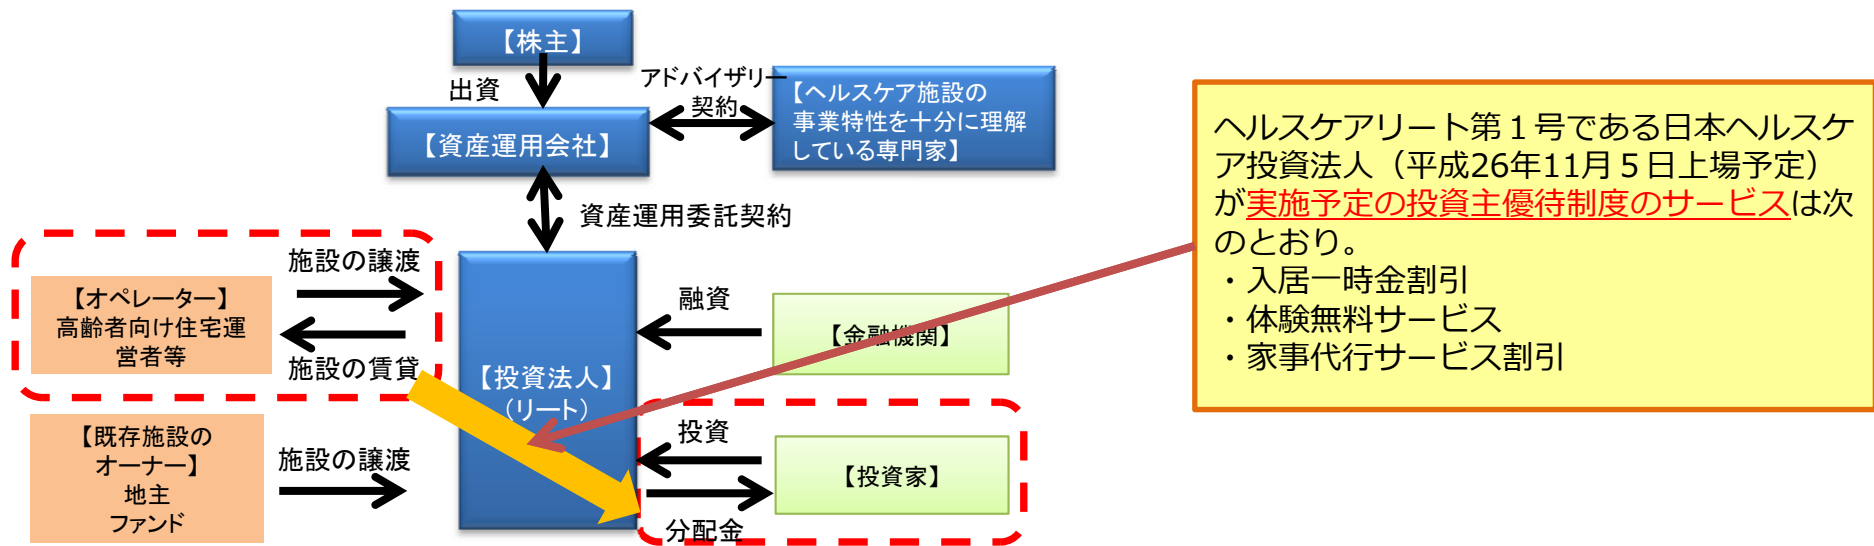 【株主】
出資
アドバイザリー
契約
【資産運用会社】
【ヘルスケア施設の
事業特性を十分に理解
している専門家】
資産運用委託契約
ヘルスケアリート第１号である日本ヘルスケ
ア投資法人（平成26年11月５日上場予定）
が実施予定の投資主優待制度のサービスは次
のとおり。
・入居一時金割引
・体験無料サービス
・家事代行サービス割引
施設の譲渡
【オペレーター】
高齢者向け住宅運
営者等
施設の賃貸
【投資法人】
（リート）
融資
【金融機関】
【既存施設の
オーナー】
地主
ファンド
施設の譲渡
投資
【投資家】
分配金